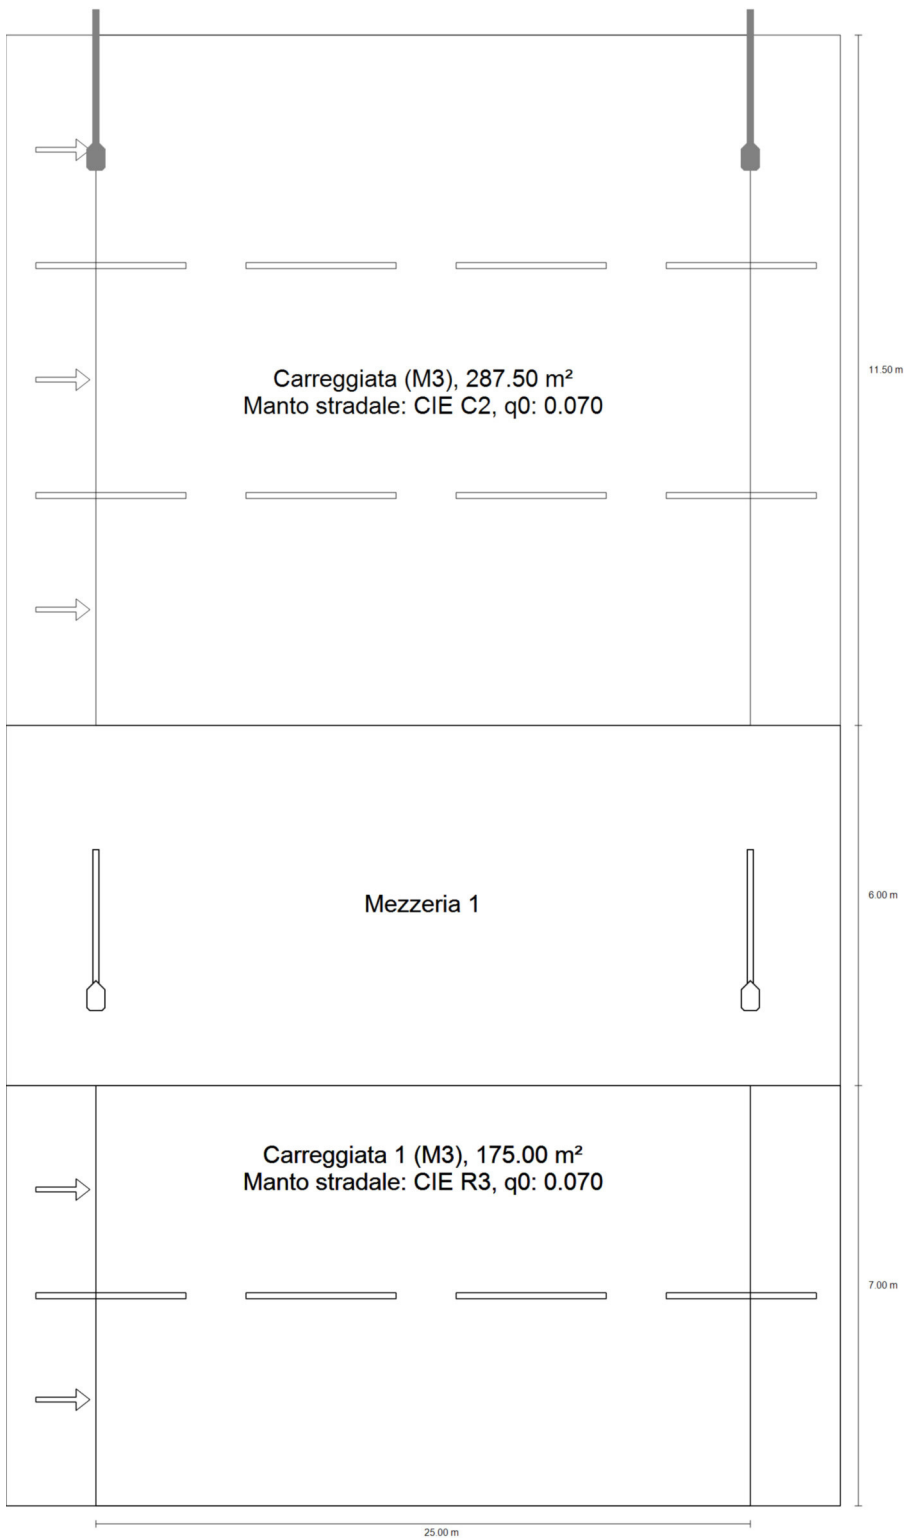 Carreggiata (M3), 287.50 m²
Manto stradale: CIE C2, q0: 0.070
11.50 m
Mezzeria 1
6.00 m
Carreggiata 1 (M3), 175.00 m²
Manto stradale: CIE R3, q0: 0.070
7.00 m
25.00 m